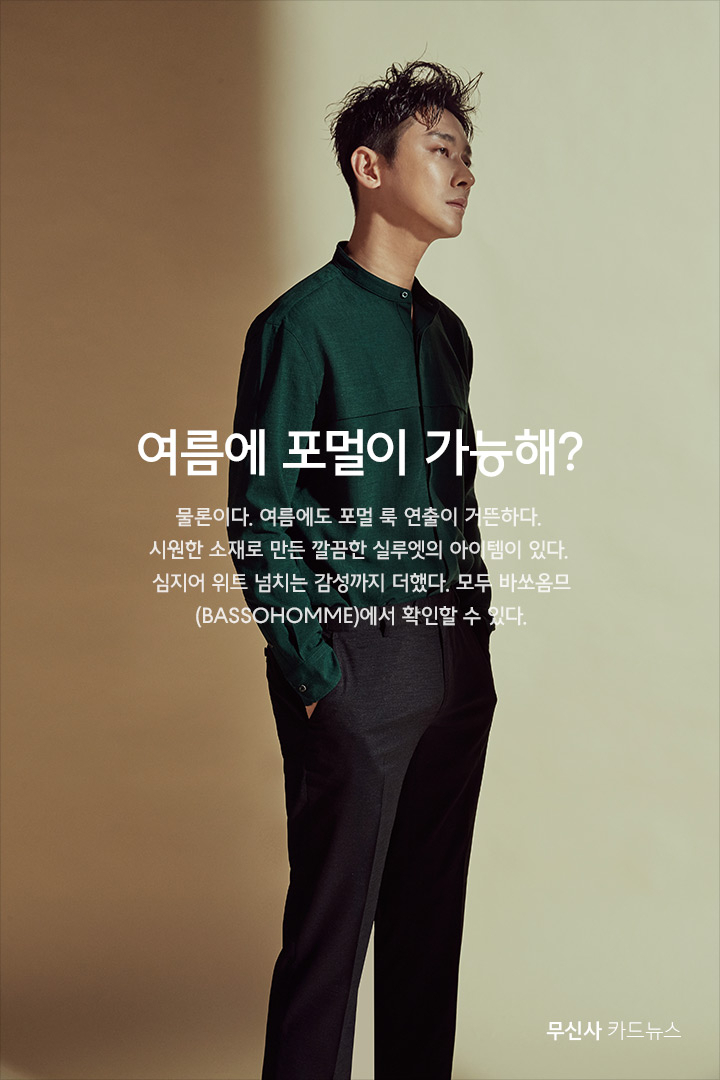 여름에 포멀이 가능해?
물론이다. 여름에도 포멀 룩 연출이 거뜬하다.
시원한 소재로 만든 깔끔한 실루엣의 아이템이 있다.
심지어 위트 넘치는 감성까지 더했다. 모두 바쏘옴므
(BASSOHOMME)에서 확인할 수 있다.
무신사 카드뉴스